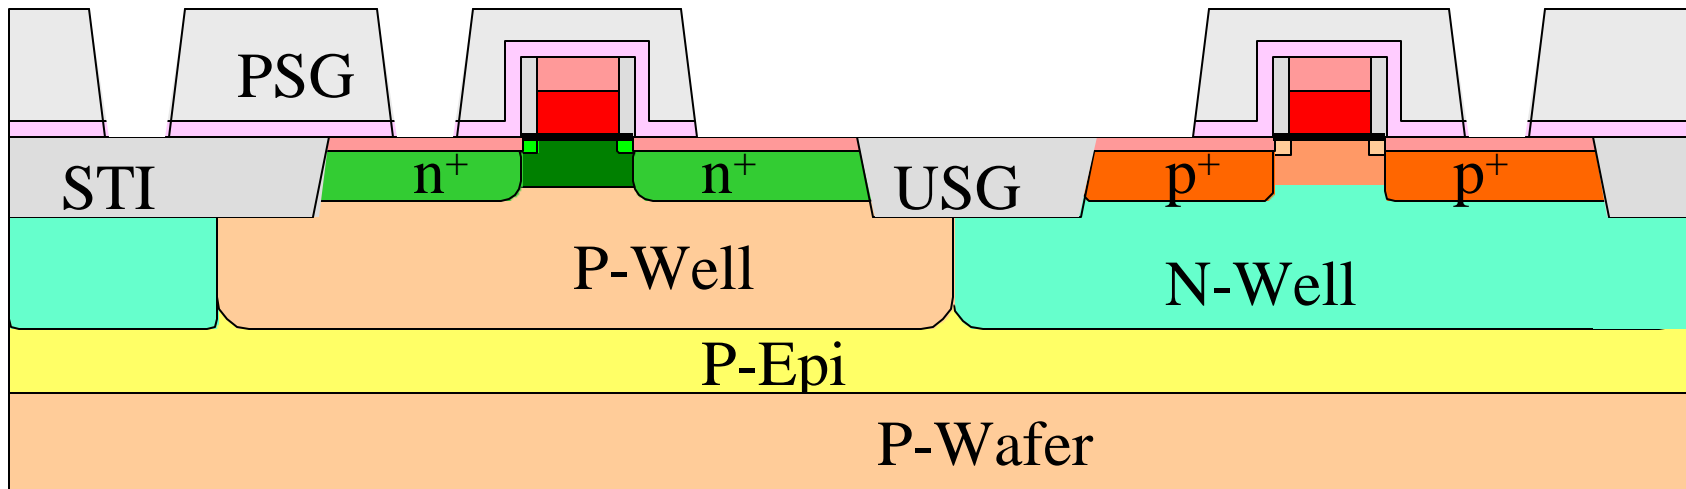 PSG
STI
n+
n+
USG
p+
p+
P-Well
N-Well
P-Epi
P-Wafer